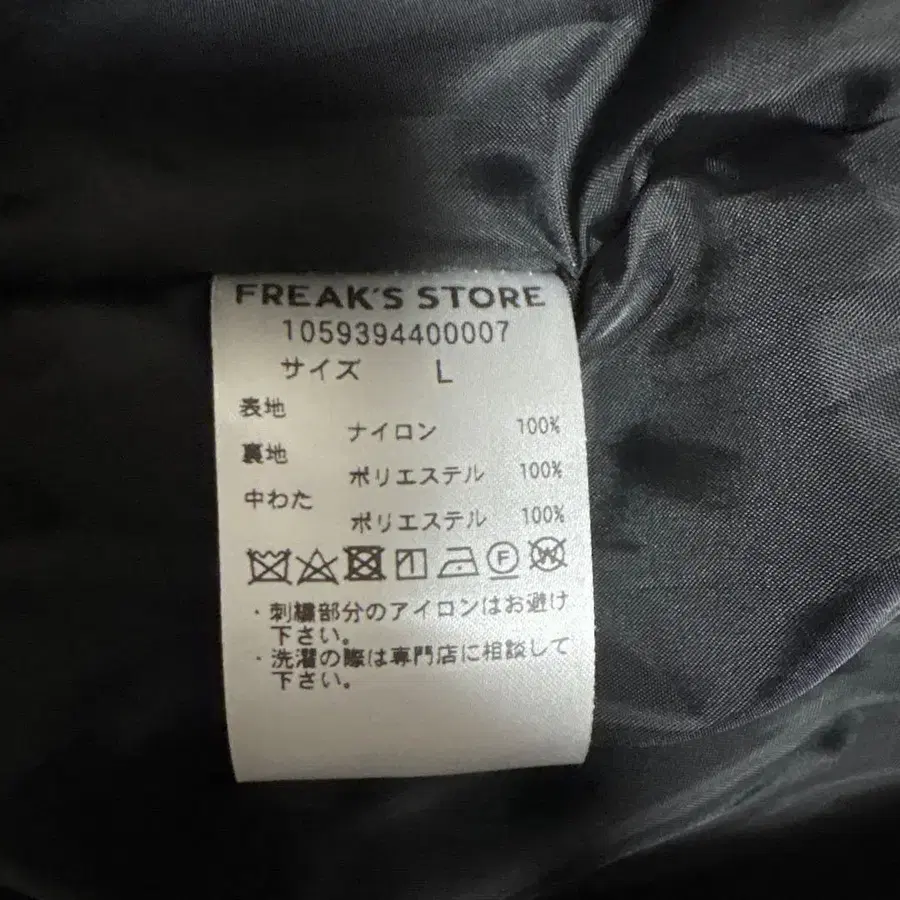 FREAK'S STORE
1059394400007
サイズ L
表地
ナイロン 100%
裏地
ポリエステル 100%
中わた
ポリエステル 100%
F W
・刺繍部分のアイロンはお避け
下さい。
・洗濯の際は専門店に相談して
下さい。